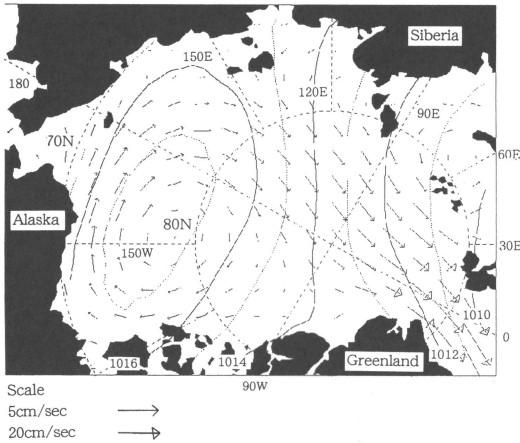 Siberia
150E
180
120E
90E
70N
60E
Alaska
80N
150W
30E
1010
0
1016
1014
Greenland
1012
90W
Scale
5cm/sec
20cm/sec